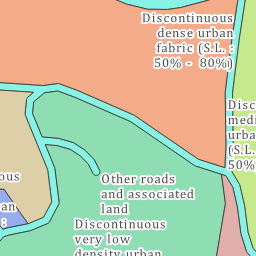 Discontinuous
dense urban
fabric (S.L. :
50% - 80%)
Disc
medi
urba
(S.L.
50%
ous
an
8
Other roads
and associated
land
Discontinuous
very low
density urban